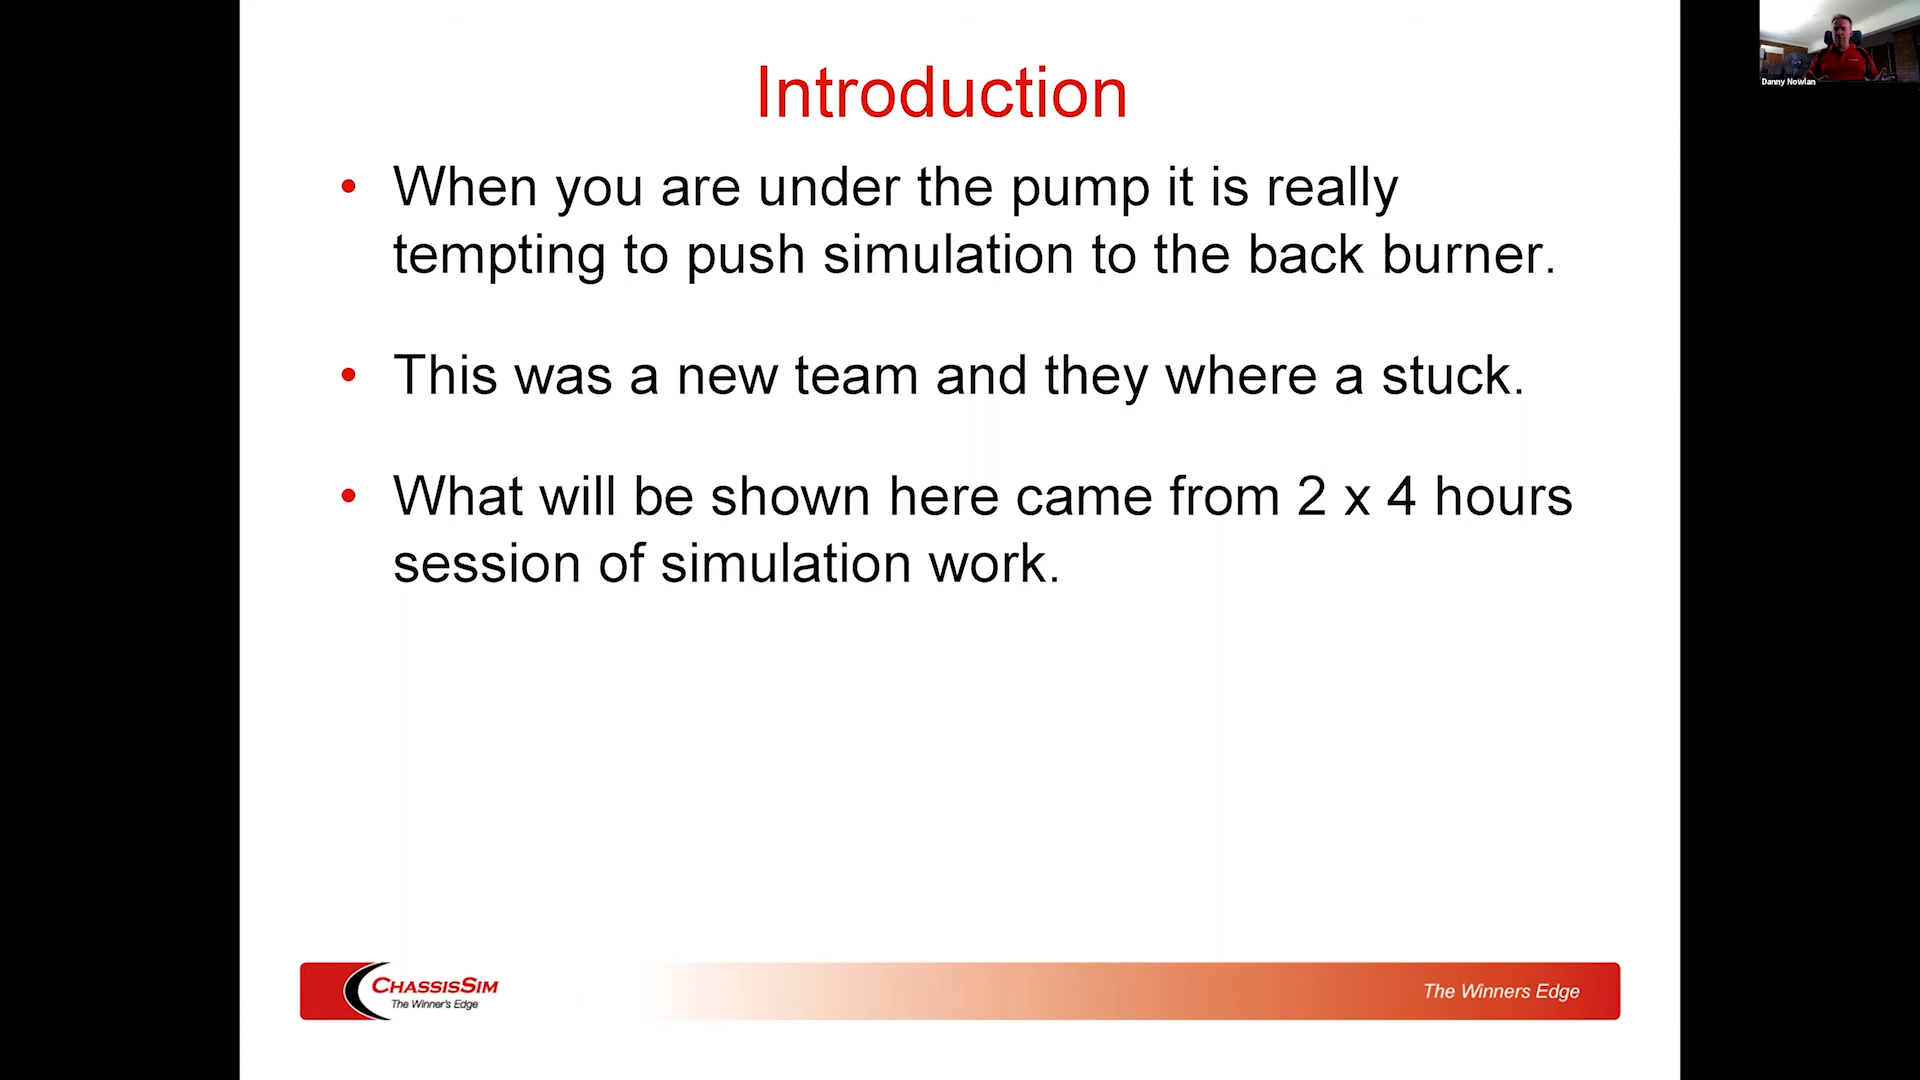 Introduction
• When you are under the pump it is really
tempting to push simulation to the back burner.
• This was a new team and they where a stuck.
• What will be shown here came from 2 x 4 hours
session of simulation work.
CHASSISSIM
The Winner's Edge
The Winners Edge
Danny Nowlan